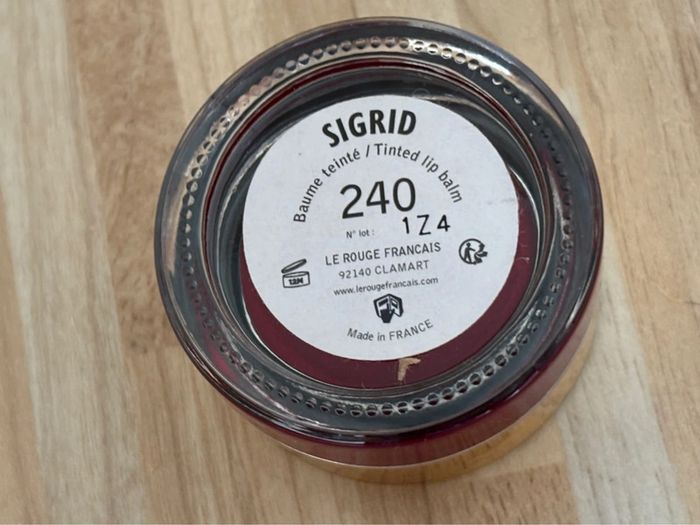 SIGRID
Baume teinté / Tinted lip balm
240
N° lot : 1Z4
LE ROUGE FRANCAIS
92140 CLAMART
12M
www.lerougefrancais.com
Made in FRANCE